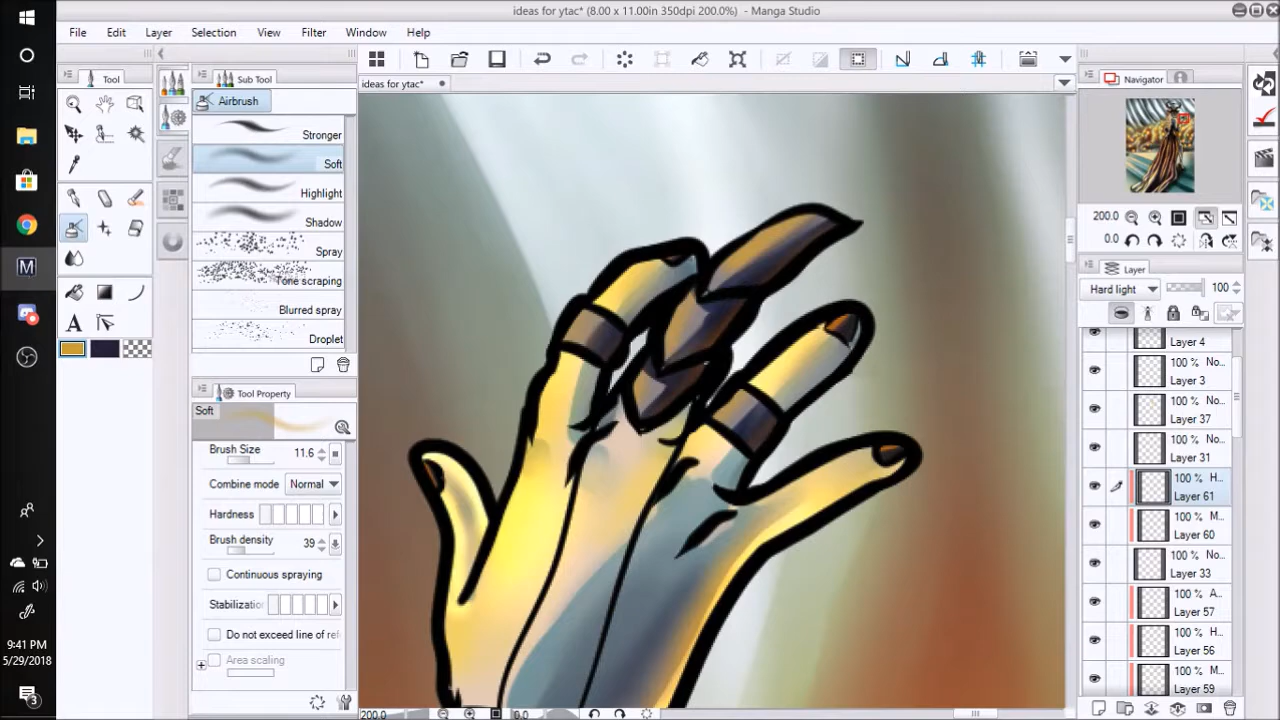 ideas for ytac* (8.00 x 11.00in 350dpi 200.0%) - Manga Studio
File Edit Layer Selection View Filter Window Help
Tool
Sub Tool
ideas for ytac*
Navigator
Airbrush
Stronger
Soft
Highlight
Shadow
Spray
Tone scraping
Blurred spray
Droplet
Tool Property
Soft
Brush Size 11.6
Combine mode Normal
Hardness
Brush density 39
Continuous spraying
Stabilization
Do not exceed line of ref
Area scaling
200.0
0.0
200.0
0.0
Layer
Hard light 100
Layer 4
100 % No...
Layer 3
100 % No...
Layer 37
100 % No...
Layer 31
100 % H...
Layer 61
100 % M...
Layer 60
100 % No...
Layer 33
100 % A...
Layer 57
100 % H...
Layer 56
100 % M...
Layer 59
9:41 PM
5/29/2018
3